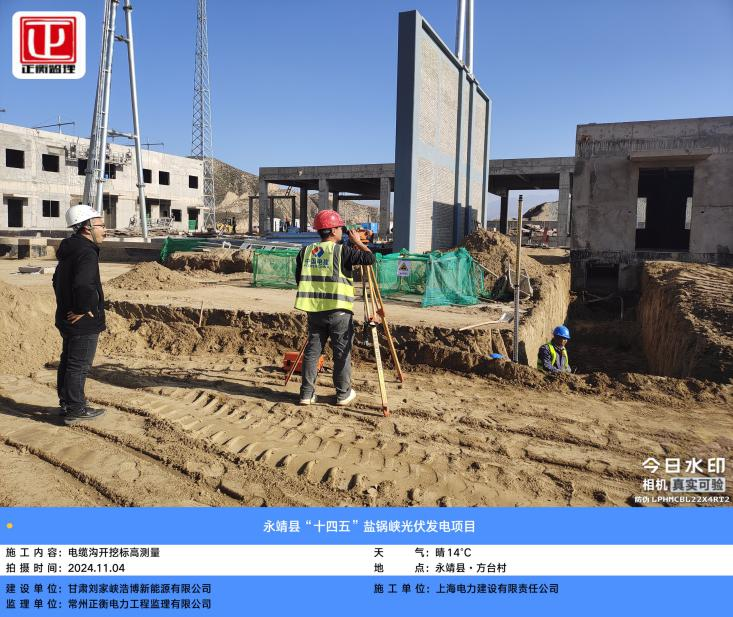 正衡监理
今日水印
相机 真实可验
防伪 LPHMCBL22X4RT2
永靖县“十四五”盐锅峡光伏发电项目
施工内容：电缆沟开挖标高测量
天气：晴14℃
拍摄时间：2024.11.04
地点：永靖县·方台村
建设单位：甘肃刘家峡浩博新能源有限公司
施工单位：上海电力建设有限责任公司
监理单位：常州正衡电力工程监理有限公司